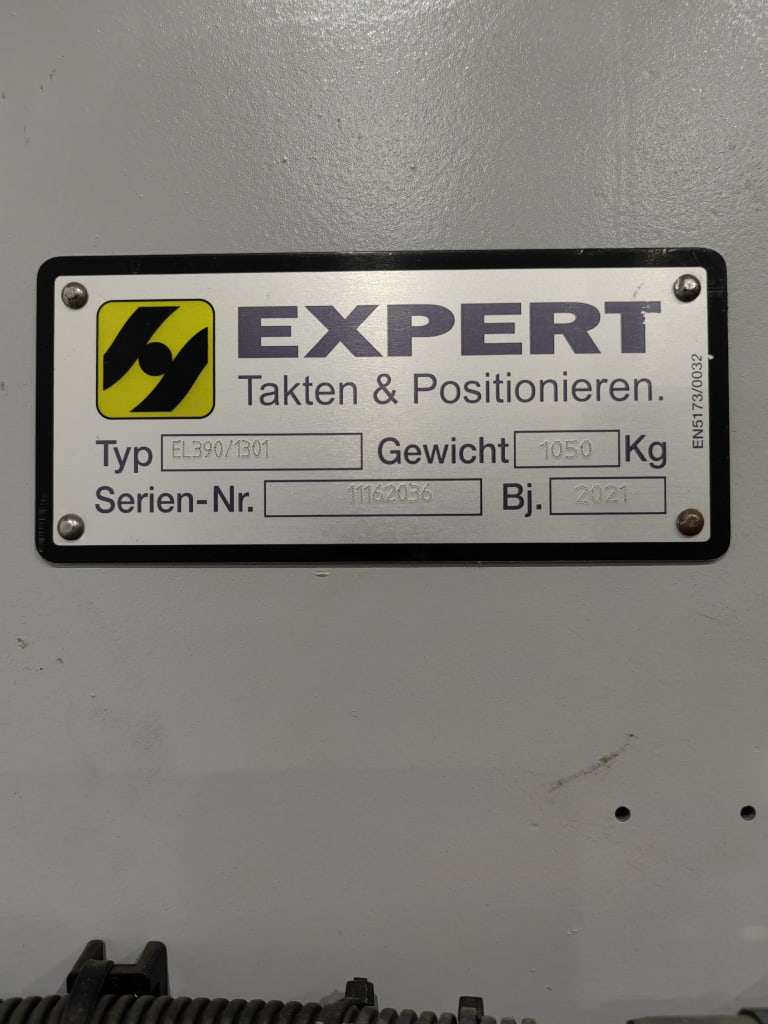 EXPERT
Takten & Positionieren.
Typ EL390/1301 Gewicht 1050 Kg
Serien-Nr. 11162036 Bj. 2021
EN5173/0032